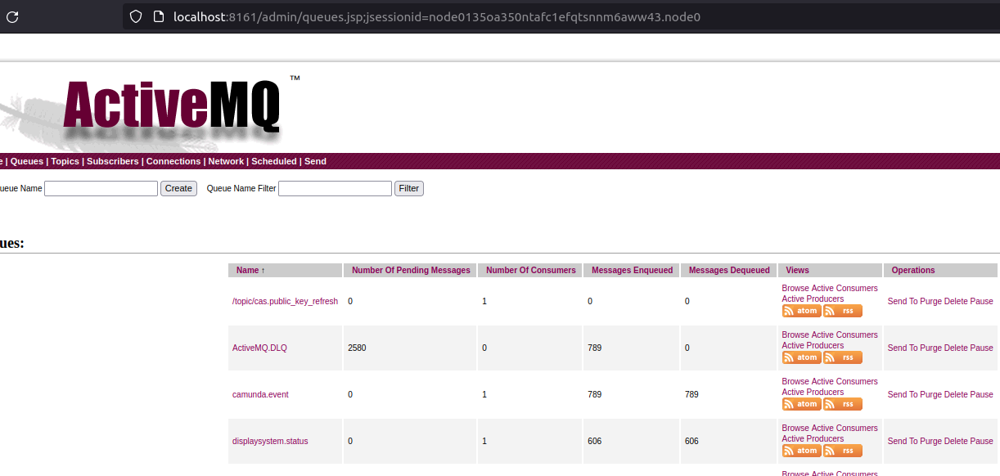 localhost:8161/admin/queues.jsp;jsessionid=node0135oa350ntafc1efqtsnnm6aww43.node0
ActiveMQ ™
e | Queues | Topics | Subscribers | Connections | Network | Scheduled | Send
ueue Name Create Queue Name Filter Filter
ues:
Name ↑ Number Of Pending Messages Number Of Consumers Messages Enqueued Messages Dequeued Views Operations
/topic/cas.public_key_refresh 0 1 0 0 Browse Active Consumers
Active Producers
atom rss Send To Purge Delete Pause
ActiveMQ.DLQ 2580 0 789 0 Browse Active Consumers
Active Producers
atom rss Send To Purge Delete Pause
camunda.event 0 1 789 789 Browse Active Consumers
Active Producers
atom rss Send To Purge Delete Pause
displaysystem.status 0 1 606 606 Browse Active Consumers
Active Producers
atom rss Send To Purge Delete Pause
Browse Active Consumers